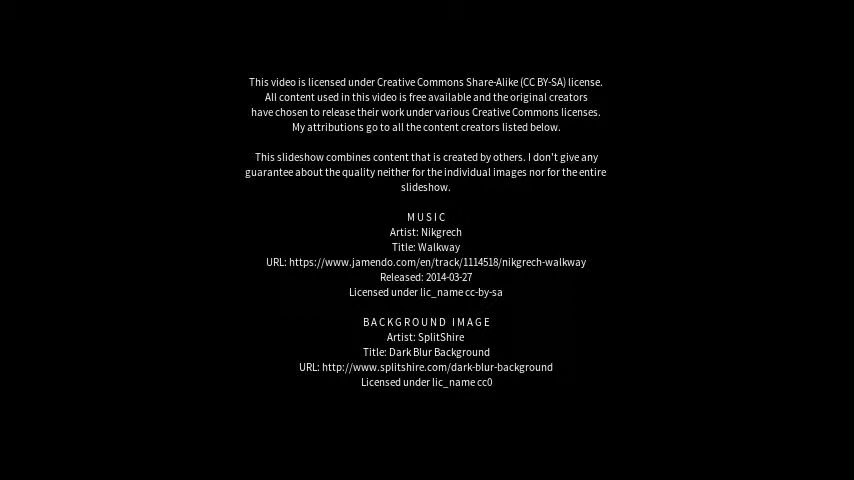 This video is licensed under Creative Commons Share-Alike (CC BY-SA) license.
All content used in this video is free available and the original creators
have chosen to release their work under various Creative Commons licenses.
My attributions go to all the content creators listed below.
This slideshow combines content that is created by others. I don't give any
guarantee about the quality neither for the individual images nor for the entire
slideshow.
MUSIC
Artist: Nikgrech
Title: Walkway
URL: https://www.jamendo.com/en/track/1114518/nikgrech-walkway
Released: 2014-03-27
Licensed under lic_name cc-by-sa
BACKGROUND IMAGE
Artist: SplitShire
Title: Dark Blur Background
URL: http://www.splitshire.com/dark-blur-background
Licensed under lic_name cc0